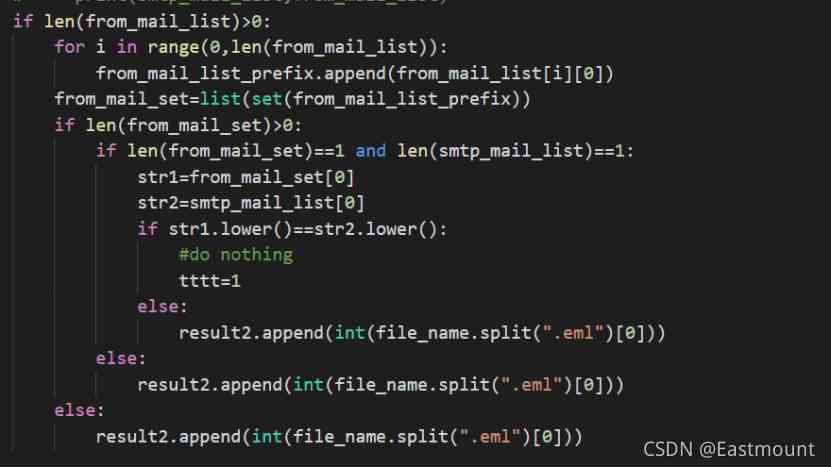 if len(from_mail_list)>0:
    for i in range(0,len(from_mail_list)):
        from_mail_list_prefix.append(from_mail_list[i][0])
    from_mail_set=list(set(from_mail_list_prefix))
    if len(from_mail_set)>0:
        if len(from_mail_set)==1 and len(smtp_mail_list)==1:
            str1=from_mail_set[0]
            str2=smtp_mail_list[0]
            if str1.lower()==str2.lower():
                #do nothing
                tttt=1
            else:
                result2.append(int(file_name.split(".eml")[0]))
        else:
            result2.append(int(file_name.split(".eml")[0]))
    else:
        result2.append(int(file_name.split(".eml")[0]))
CSDN @Eastmount